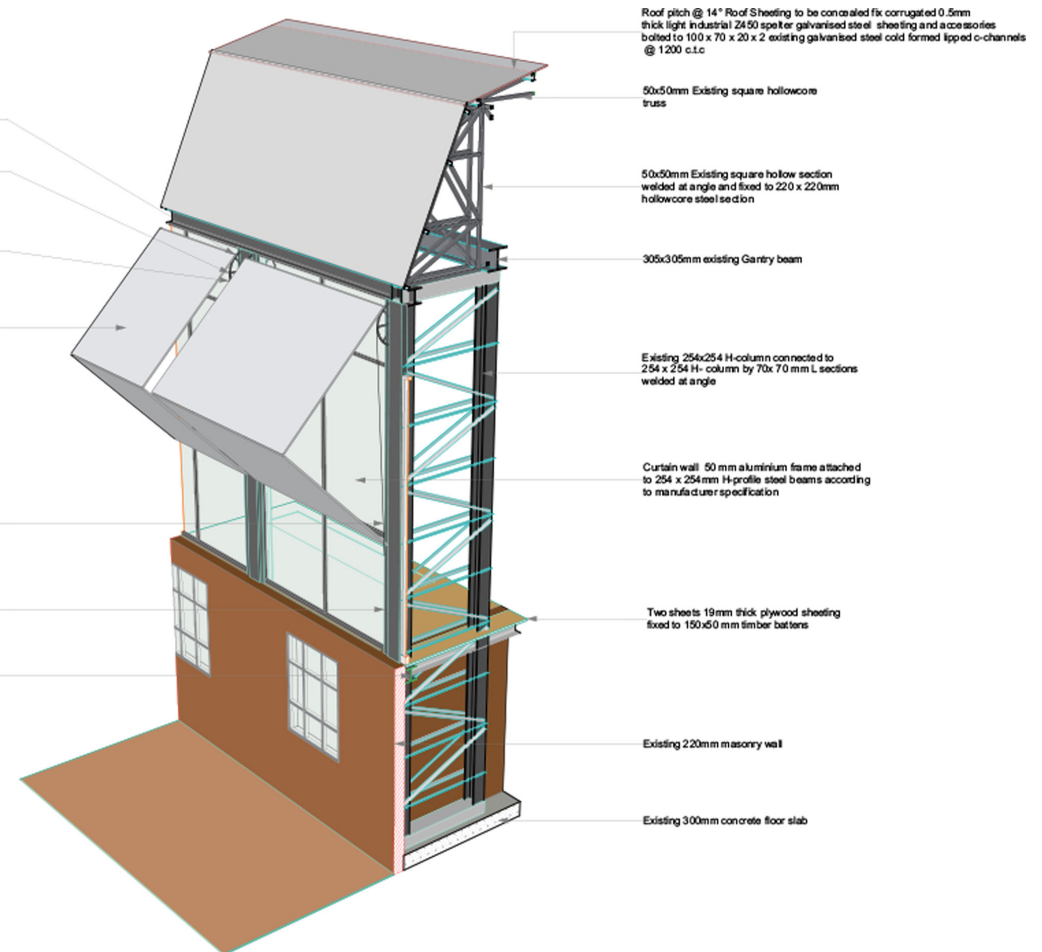 Roof pitch @ 14° Roof Sheeting to be concealed fix corrugated 0.5mm
thick light industrial Z450 spelter galvanised steel sheeting and accessories
bolted to 100 x 70 x 20 x 2 existing galvanised steel cold formed lipped c-channels
@ 1200 c.t.c
50x50mm Existing square hollowcore
truss
50x50mm Existing square hollow section
welded at angle and fixed to 220 x 220mm
hollowcore steel section
305x305mm existing Gantry beam
Existing 254x254 H-column connected to
254 x 254 H- column by 70x 70 mm L sections
welded at angle
Curtain wall 50 mm aluminium frame attached
to 254 x 254mm H-profile steel beams according
to manufacturer specification
Two sheets 19mm thick plywood sheeting
fixed to 150x50 mm timber battens
Existing 220mm masonry wall
Existing 300mm concrete floor slab